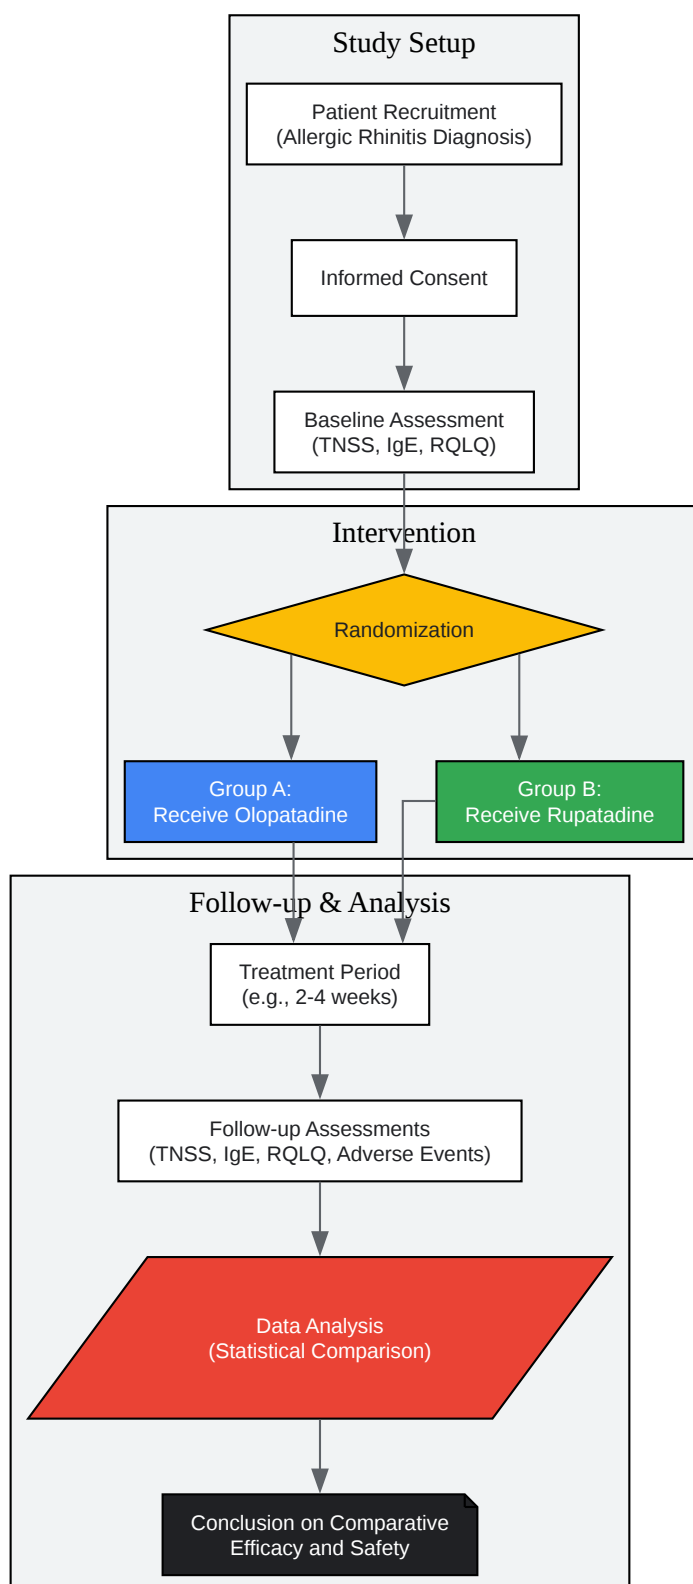 Study Setup
Patient Recruitment
(Allergic Rhinitis Diagnosis)
Informed Consent
Baseline Assessment
(TNSS, IgE, RQLQ)
Intervention
Randomization
Group A:
Receive Olopatadine
Group B:
Receive Rupatadine
Follow-up & Analysis
Treatment Period
(e.g., 2-4 weeks)
Follow-up Assessments
(TNSS, IgE, RQLQ, Adverse Events)
Data Analysis
(Statistical Comparison)
Conclusion on Comparative
Efficacy and Safety